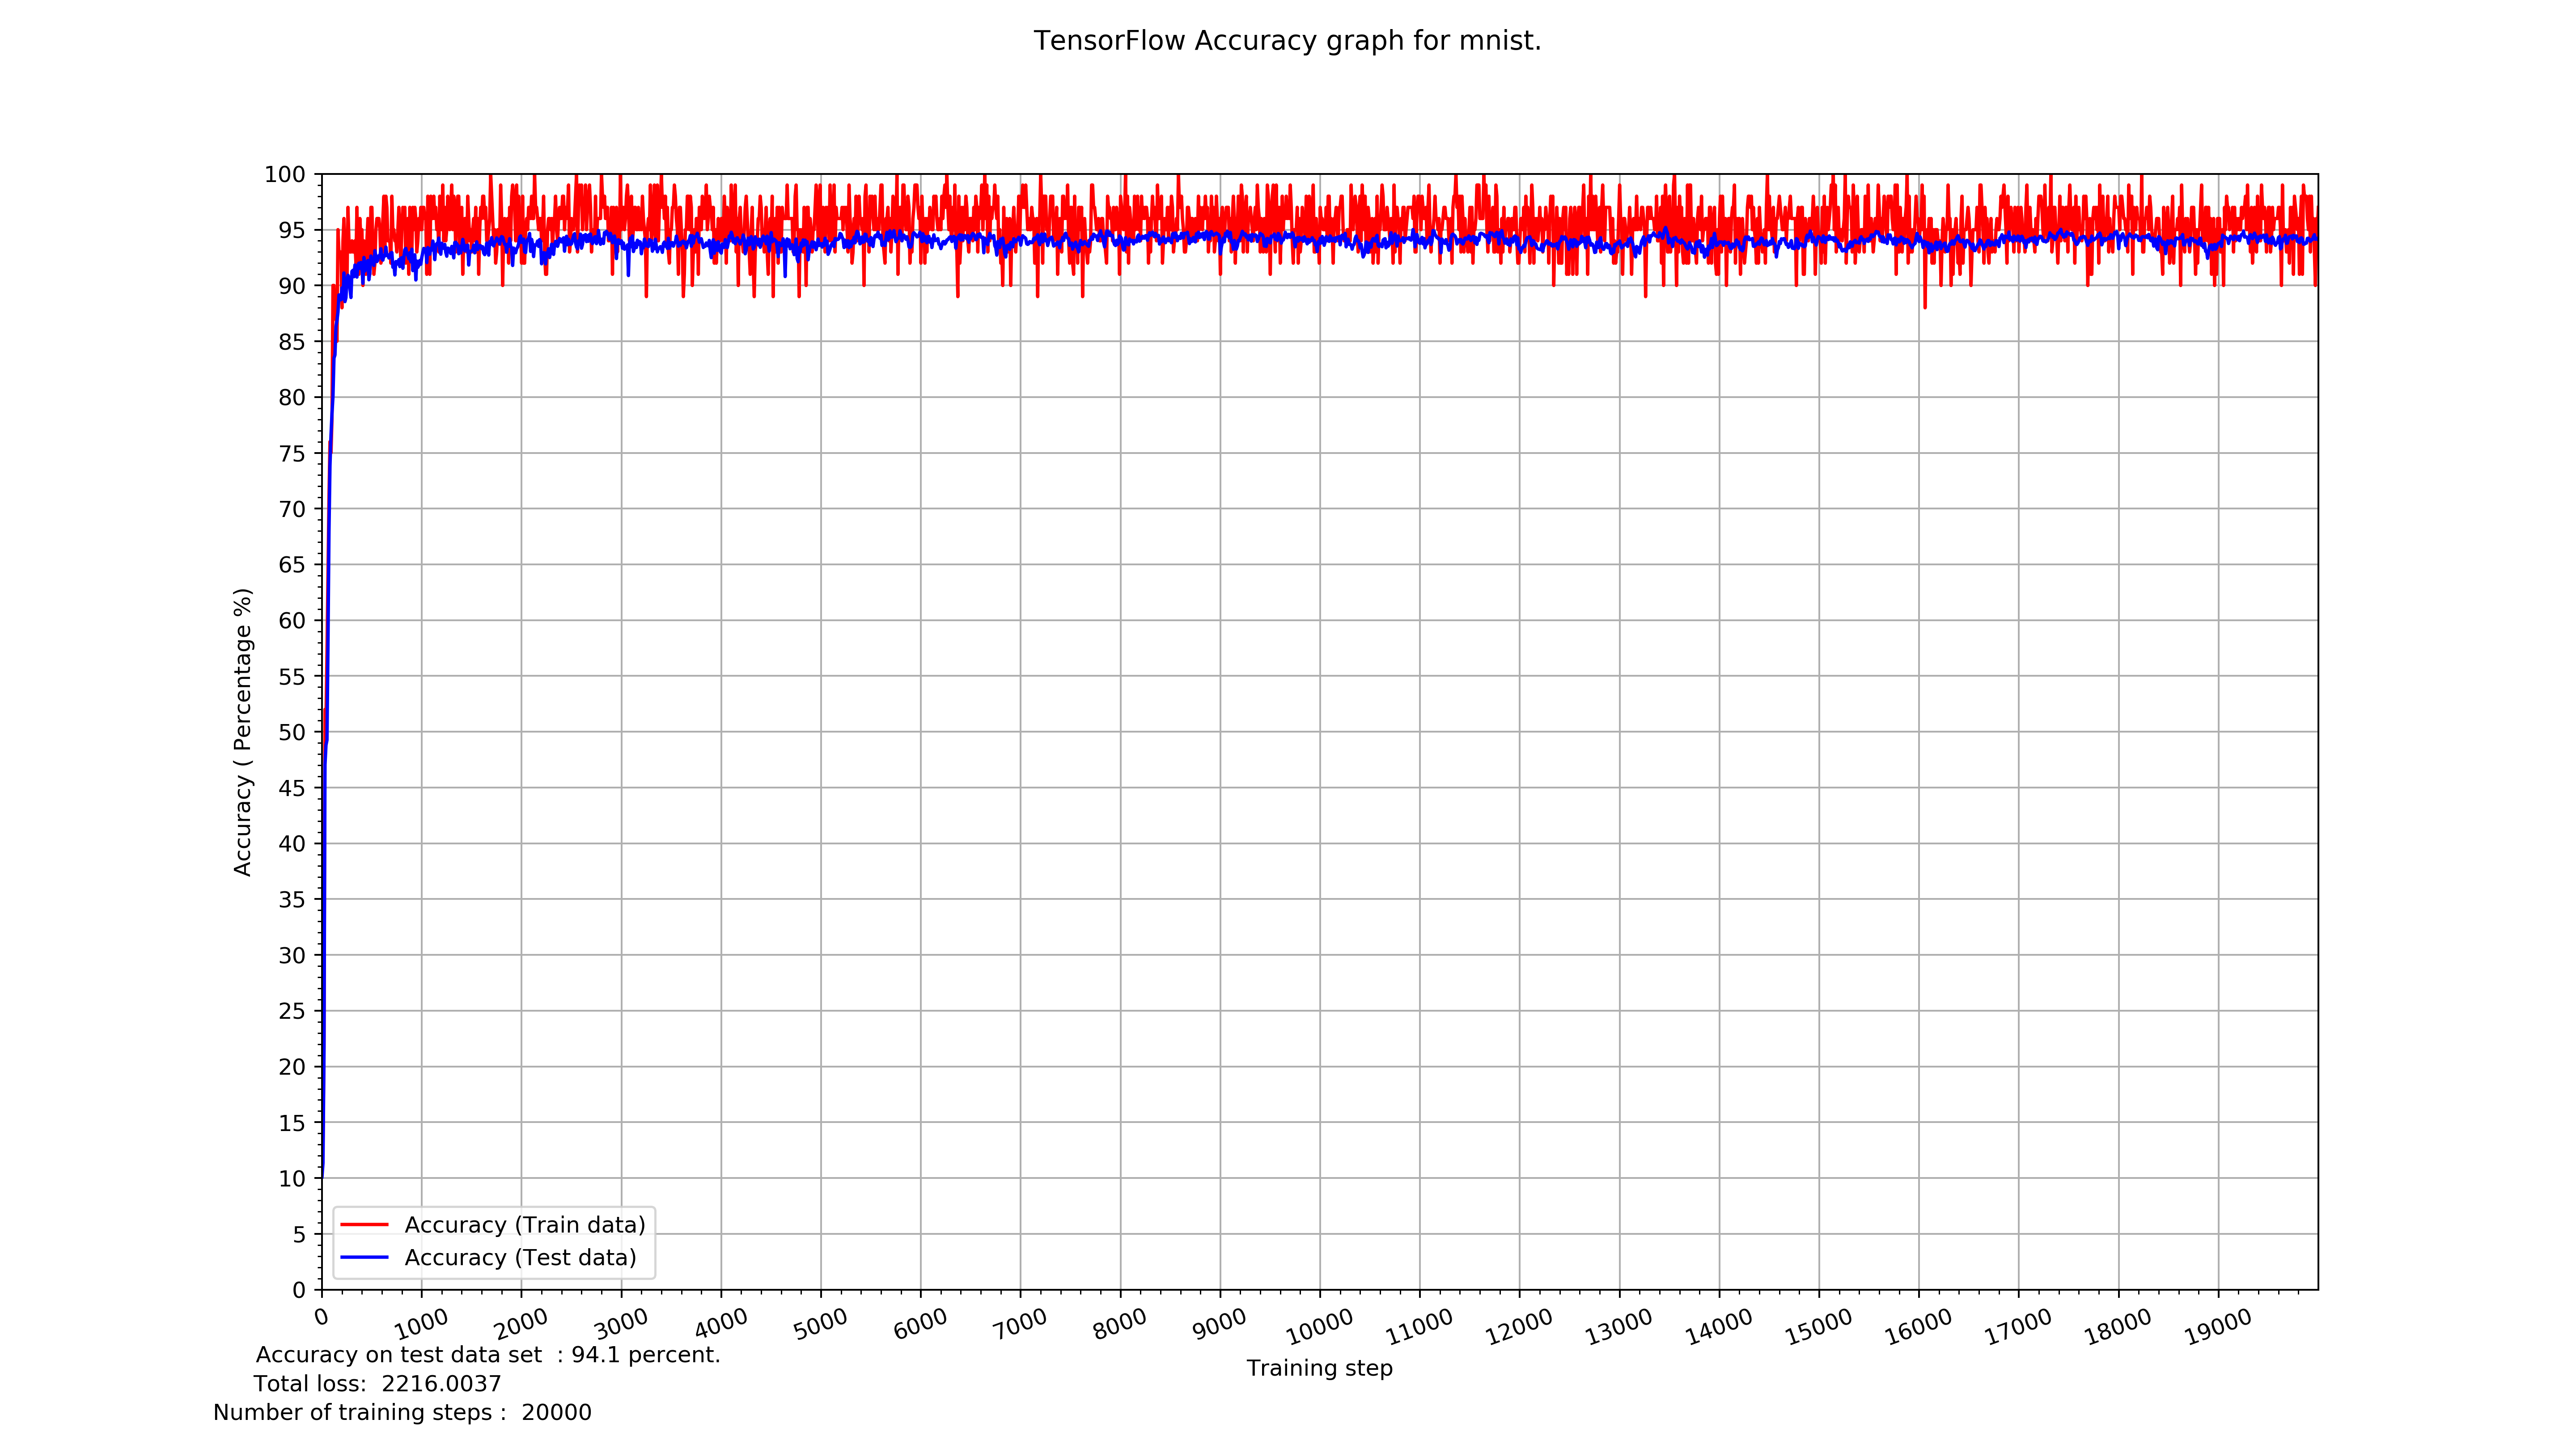 TensorFlow Accuracy graph for mnist.
100
95
90
85
80
75
70
65
60
55
50
45
40
35
30
25
20
15
10
5
0
Accuracy ( Percentage %)
Accuracy (Train data)
Accuracy (Test data)
0 1000 2000 3000 4000 5000 6000 7000 8000 9000 10000 11000 12000 13000 14000 15000 16000 17000 18000 19000
Training step
Accuracy on test data set : 94.1 percent.
Total loss: 2216.0037
Number of training steps : 20000